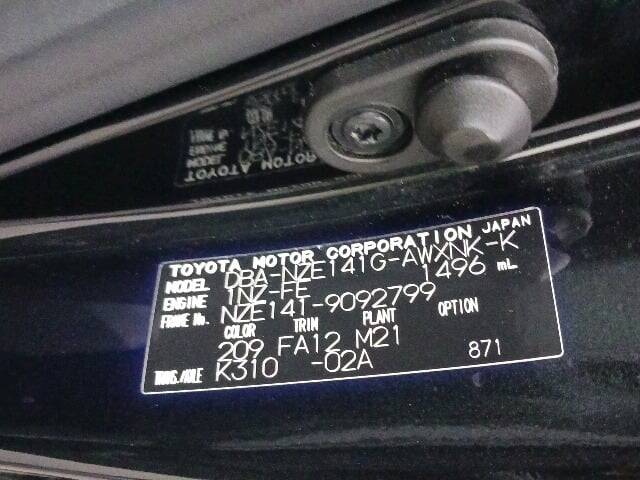 TOYOTA MOTOR CORPORATION JAPAN
MODEL DBA-NZE141G-AWXNK-K
ENGINE 1NZ-FE 1496 mL
FRAME No. NZE141-9092799
COLOR TRIM PLANT OPTION
209 FA12 M21
TRANS./AXLE K310 -02A 871